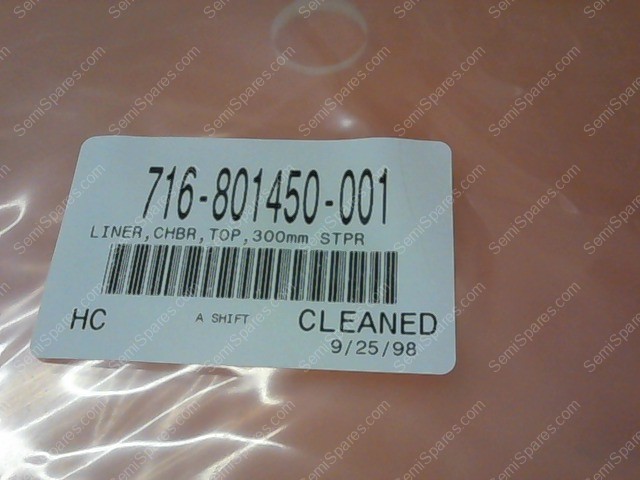 716-801450-001
LINER,CHBR,TOP,300mm STPR
HC
A SHIFT
CLEANED
9/25/98
SemiSpares.com